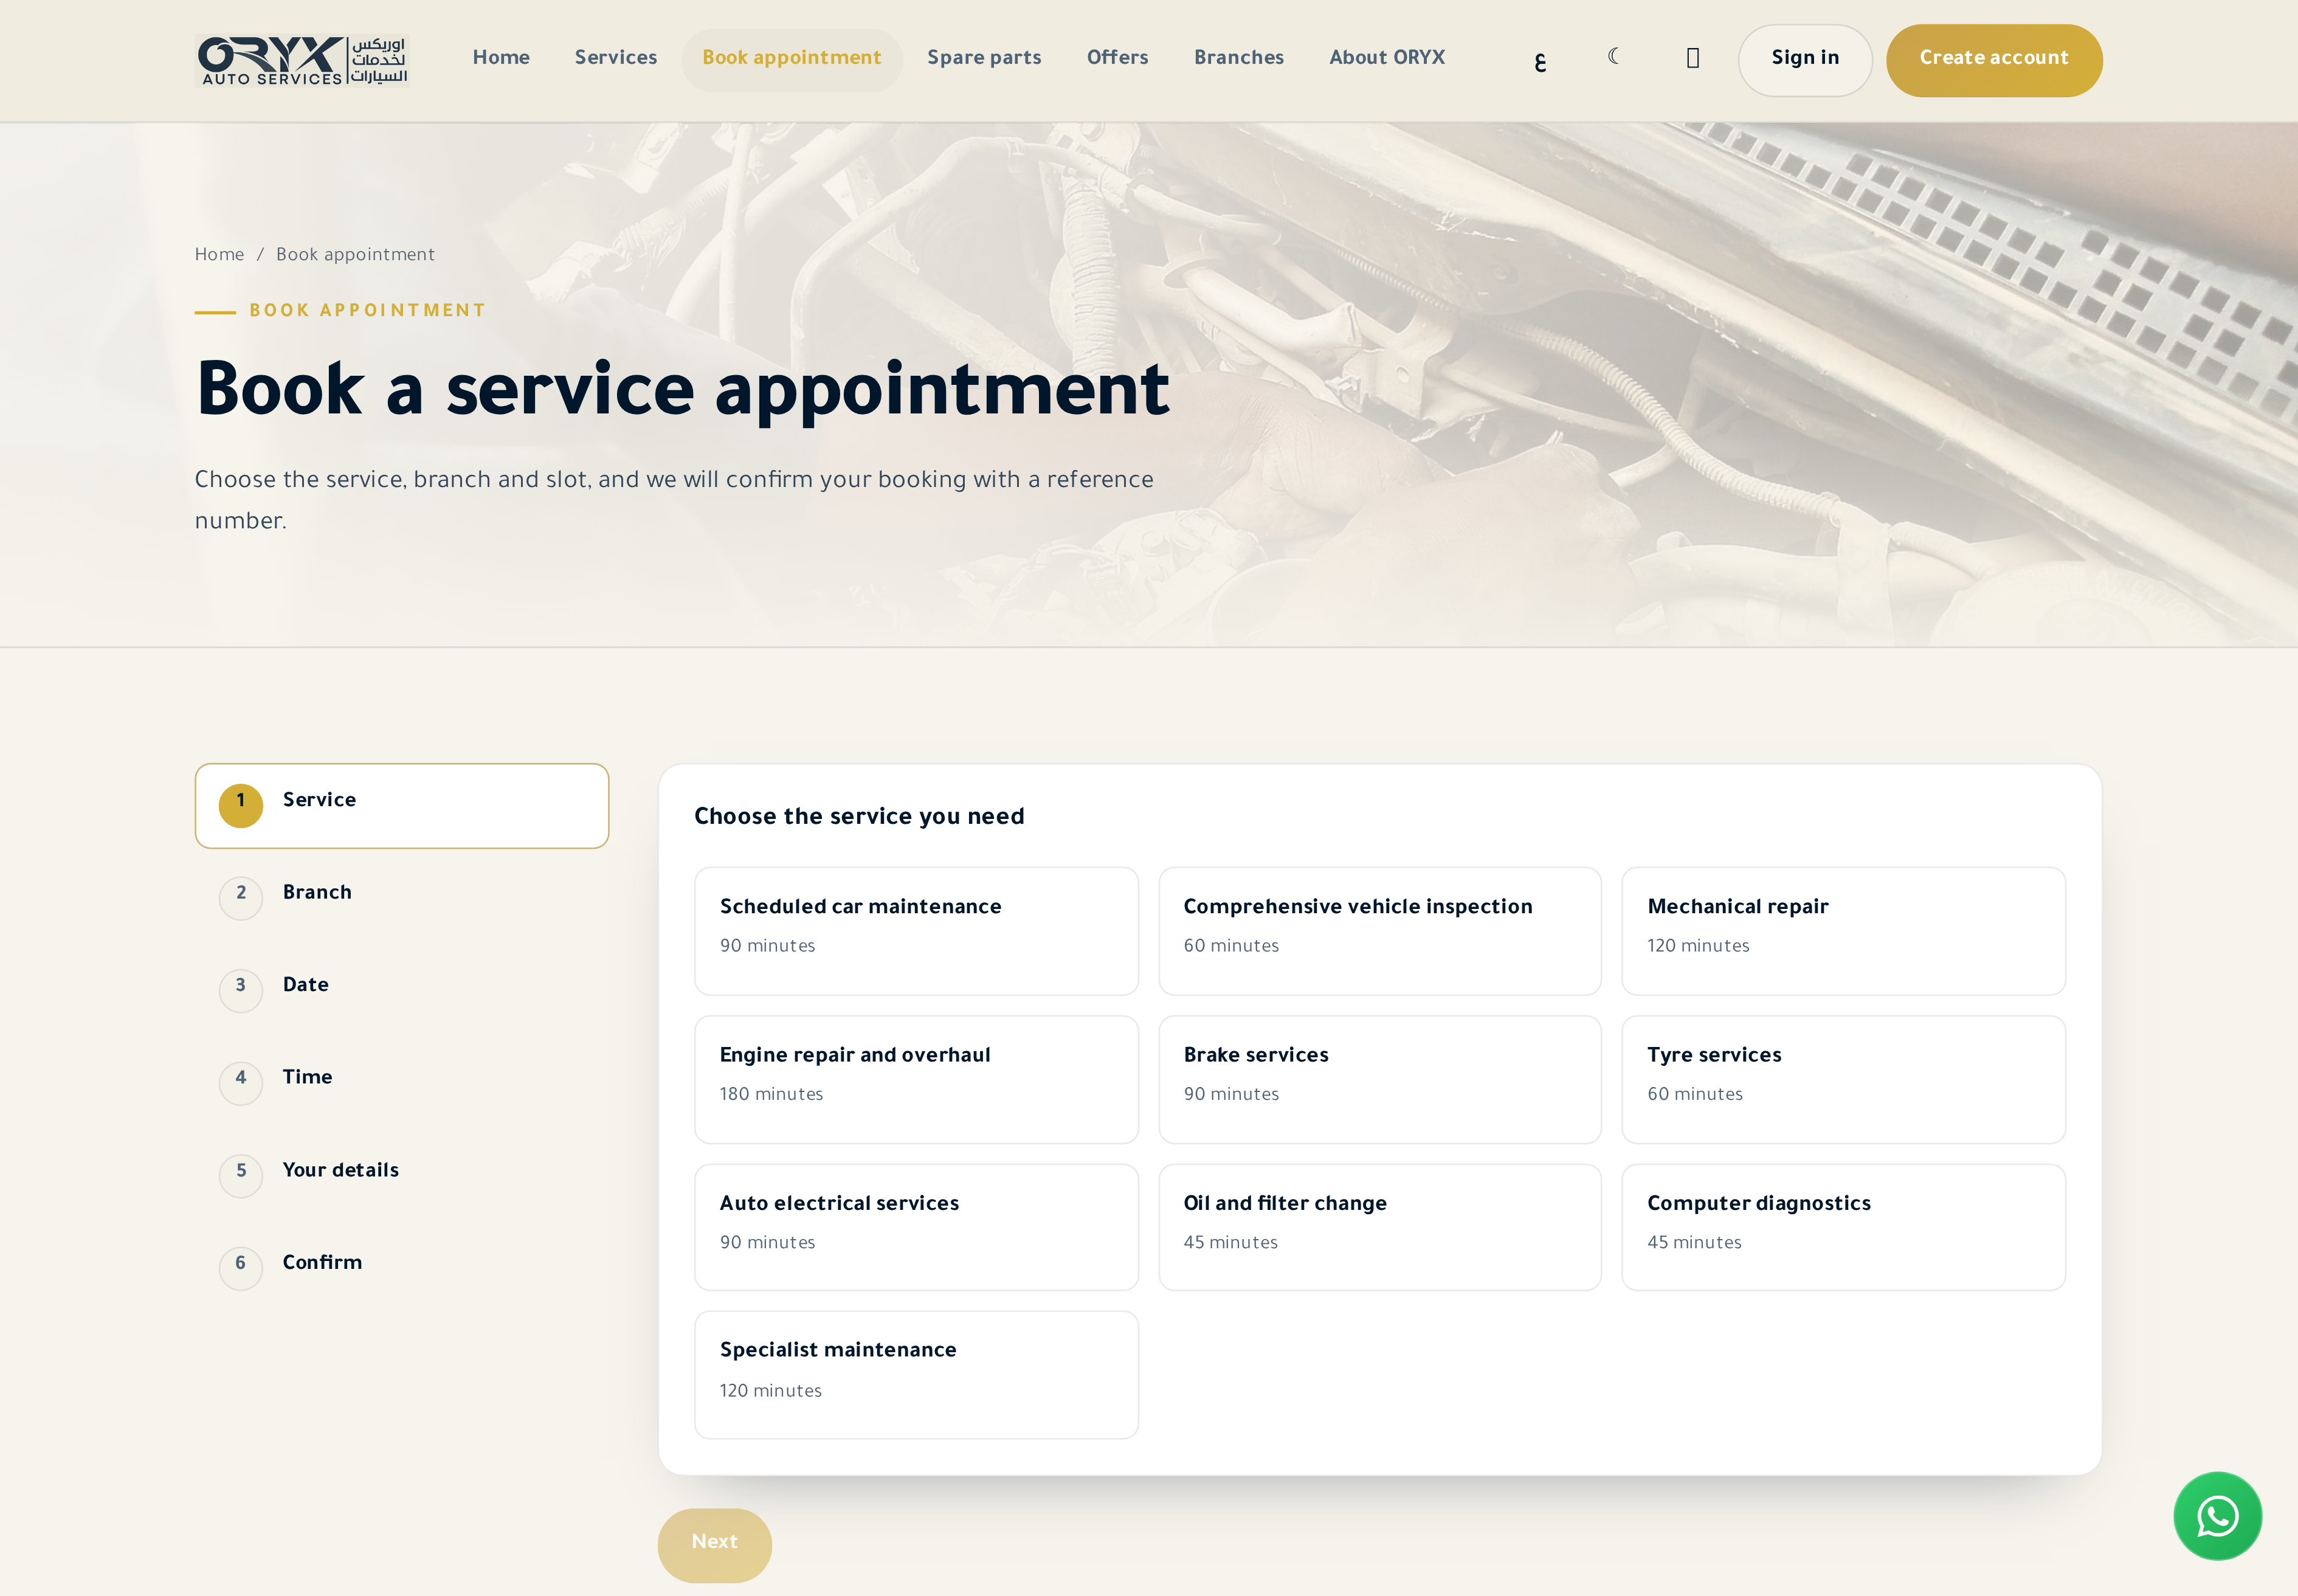 ORYX
AUTO SERVICES
اوريكس
لخدمات
السيارات
Home
Services
Book appointment
Spare parts
Offers
Branches
About ORYX
ع
Sign in
Create account
Home / Book appointment
BOOK APPOINTMENT
Book a service appointment
Choose the service, branch and slot, and we will confirm your booking with a reference
number.
1 Service
2 Branch
3 Date
4 Time
5 Your details
6 Confirm
Choose the service you need
Scheduled car maintenance
90 minutes
Comprehensive vehicle inspection
60 minutes
Mechanical repair
120 minutes
Engine repair and overhaul
180 minutes
Brake services
90 minutes
Tyre services
60 minutes
Auto electrical services
90 minutes
Oil and filter change
45 minutes
Computer diagnostics
45 minutes
Specialist maintenance
120 minutes
Next